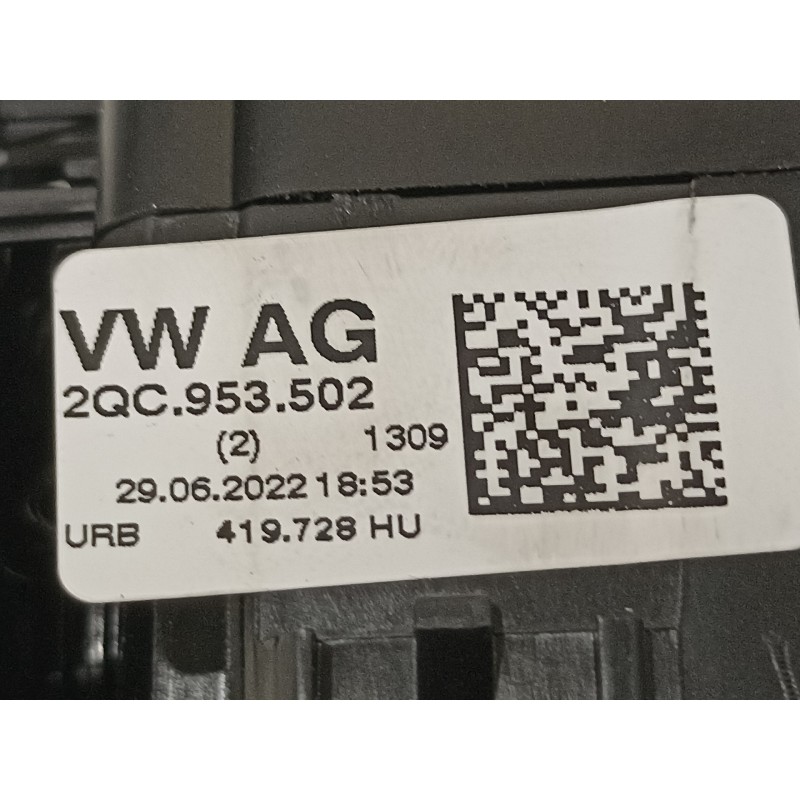 VW AG
2QC.953.502
(2) 1309
29.06.2022 18:53
URB 419.728 HU